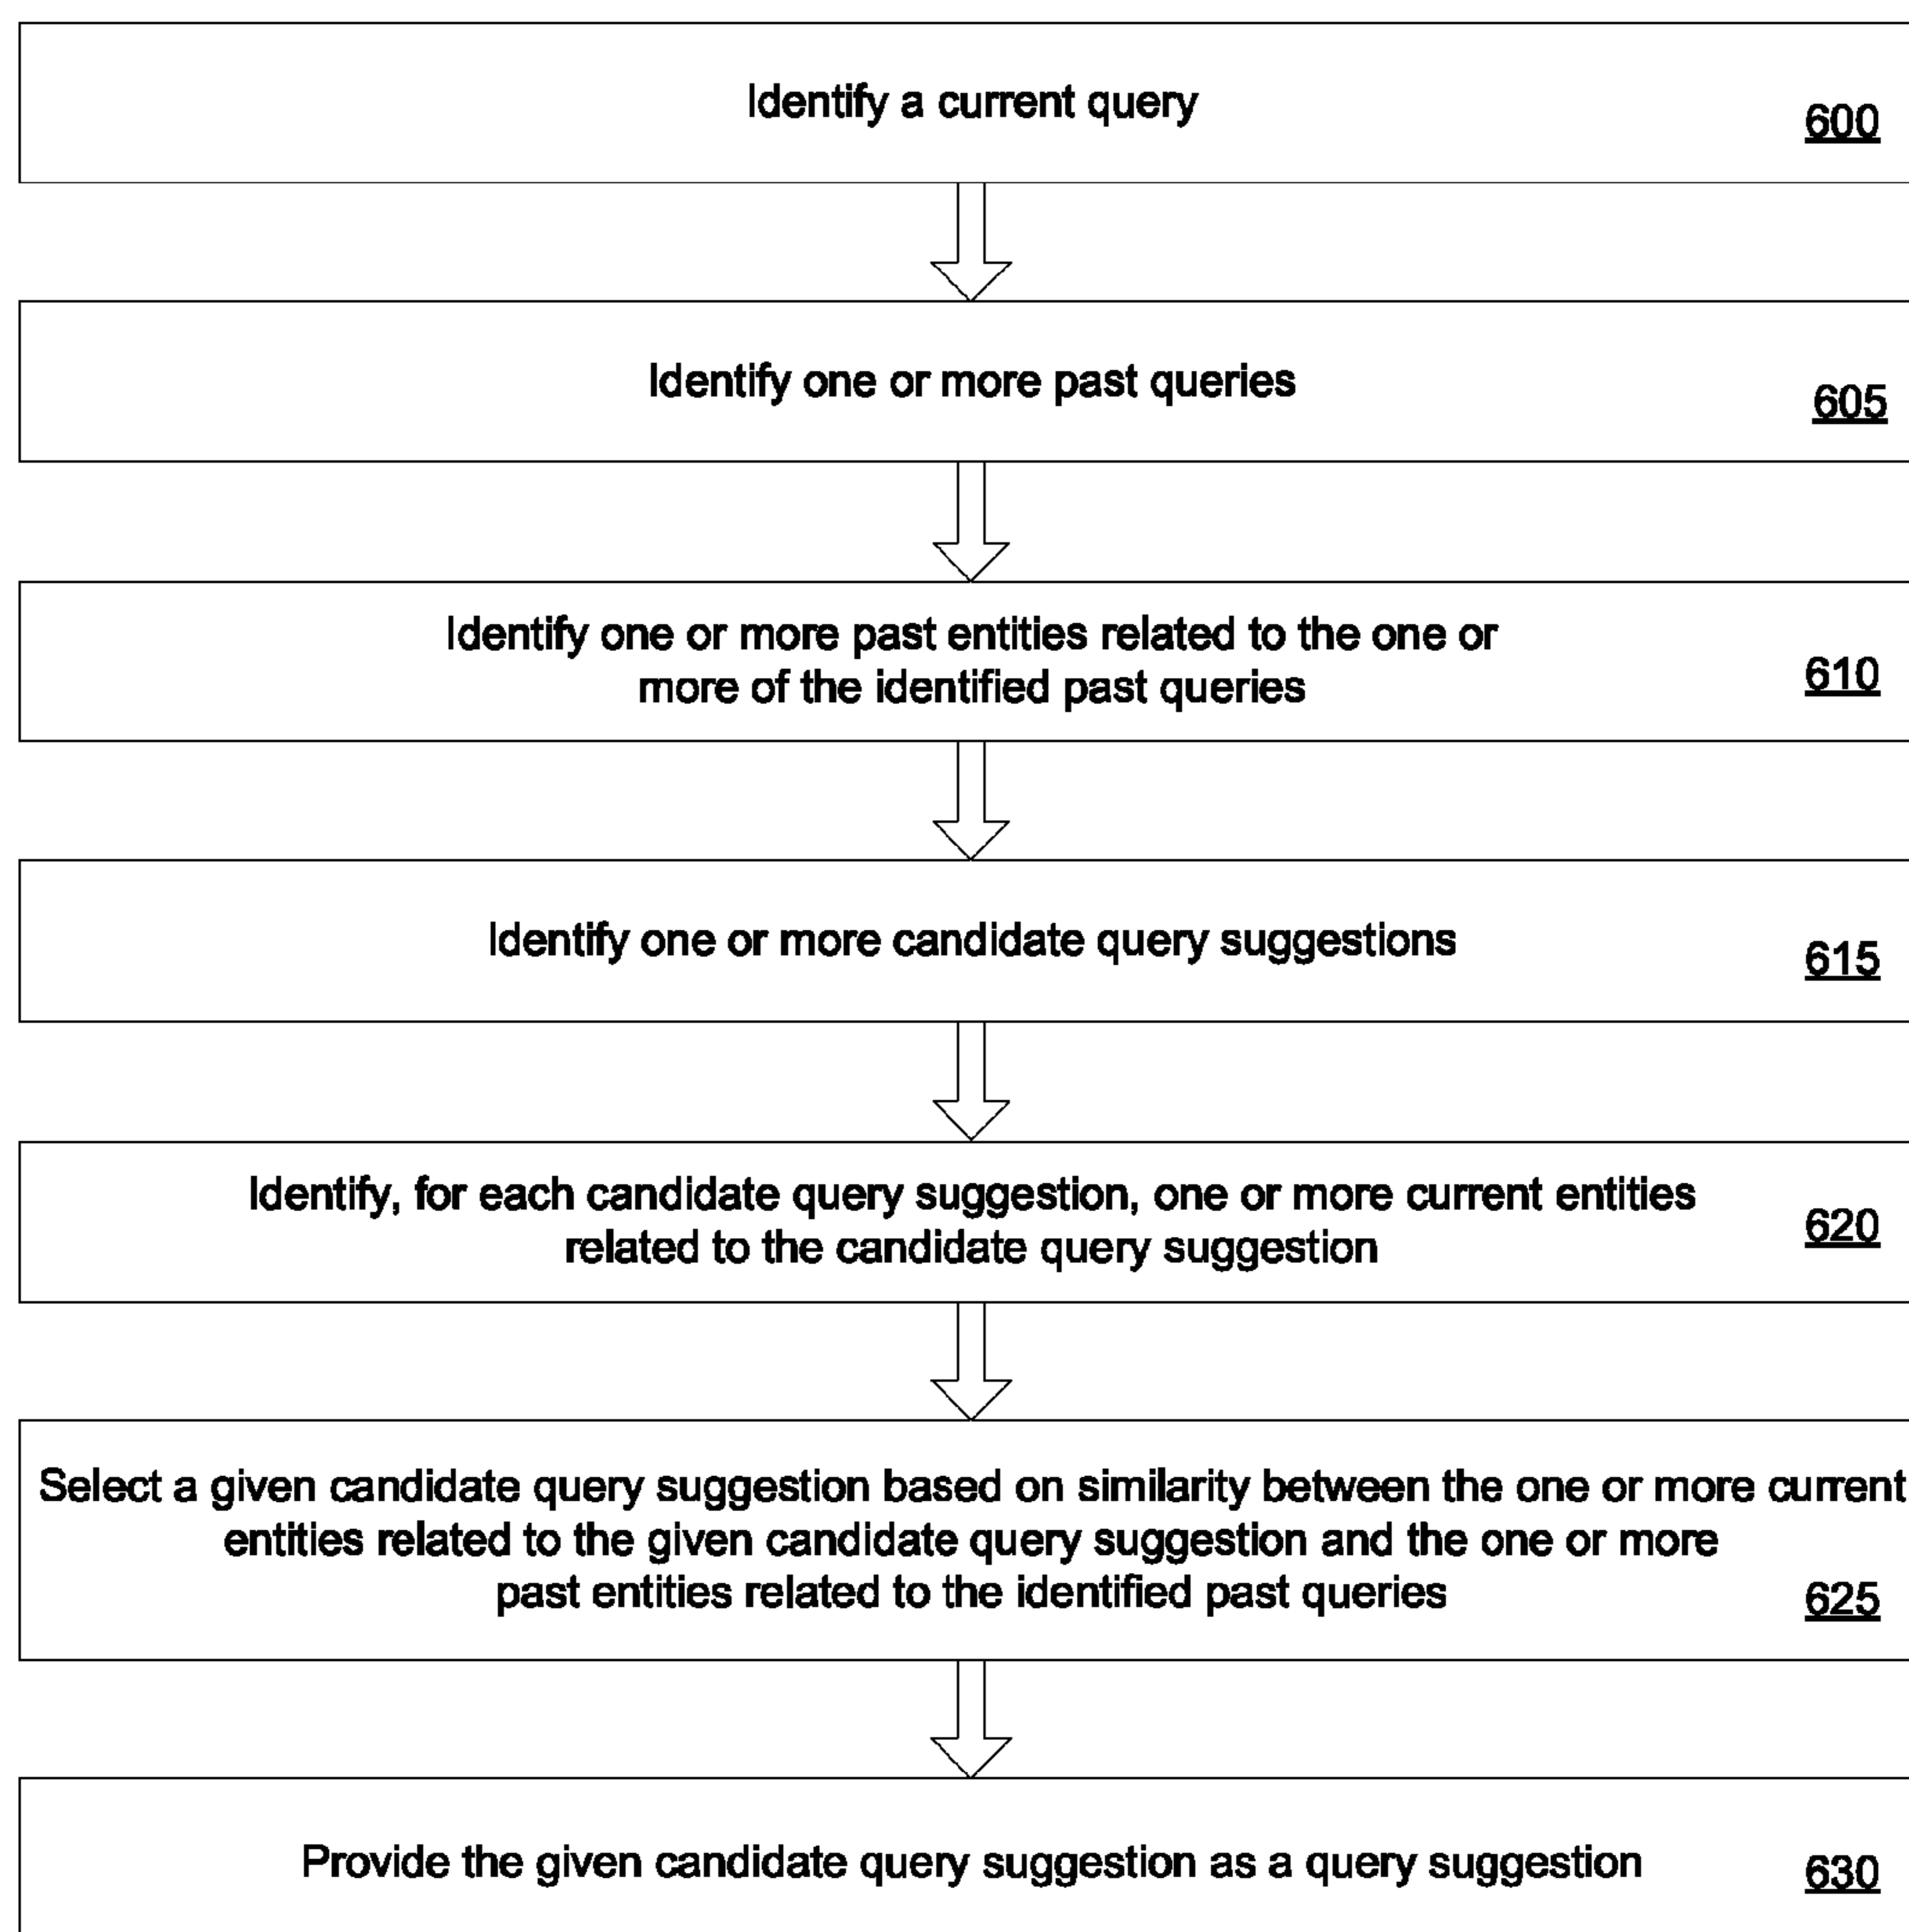 Identify a current query
600
Identify one or more past queries
605
Identify one or more past entities related to the one or
more of the identified past queries
610
Identify one or more candidate query suggestions
615
Identify, for each candidate query suggestion, one or more current entities
related to the candidate query suggestion
620
Select a given candidate query suggestion based on similarity between the one or more current
entities related to the given candidate query suggestion and the one or more
past entities related to the identified past queries
625
Provide the given candidate query suggestion as a query suggestion
630